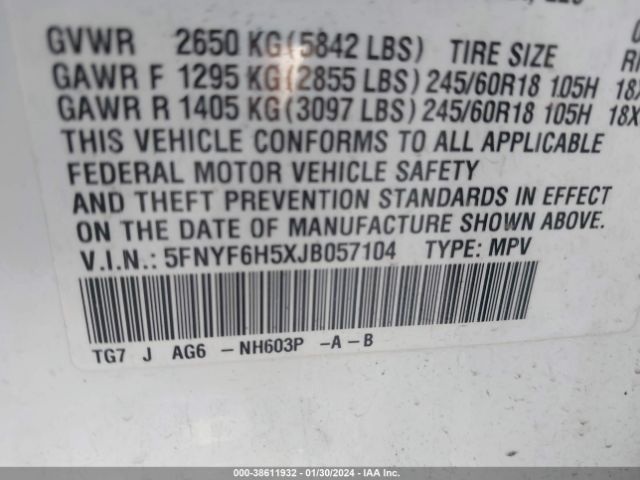 GVWR 2650 KG (5842 LBS) TIRE SIZE
GAWR F 1295 KG (2855 LBS) 245/60R18 105H 18X
GAWR R 1405 KG (3097 LBS) 245/60R18 105H 18X
THIS VEHICLE CONFORMS TO ALL APPLICABLE
FEDERAL MOTOR VEHICLE SAFETY
AND THEFT PREVENTION STANDARDS IN EFFECT
ON THE DATE OF MANUFACTURE SHOWN ABOVE.
V.I.N.: 5FNYF6H5XJB057104 TYPE: MPV
TG7 J AG6 -NH603P -A-B
000-38611932 - 01/30/2024 - IAA Inc.